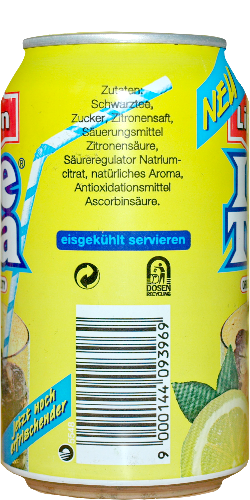 Zutaten:
Schwarztee,
Zucker, Zitronensaft,
Säuerungsmittel
Zitronensäure,
Säureregulator Natrium-
citrat, natürliches Aroma,
Antioxidationsmittel
Ascorbinsäure.
NEU
eisgekühlt servieren
DOSEN
RECYCLING
jetzt noch
erfrischender
9 000144 093969